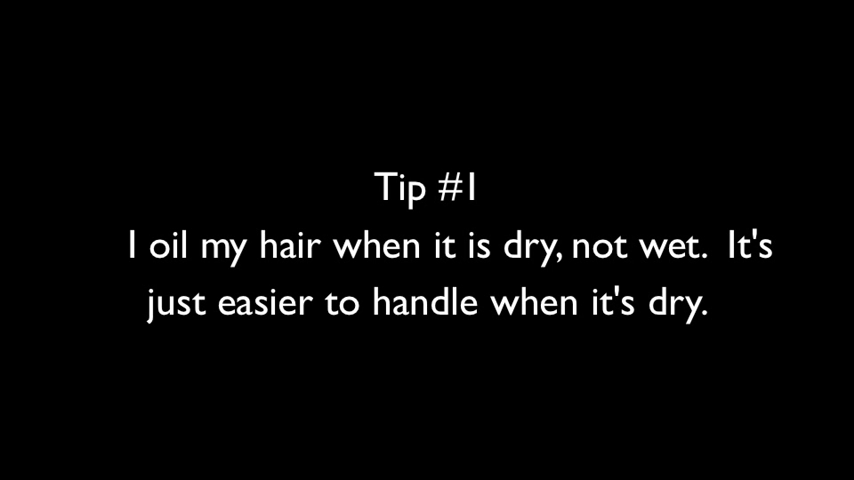 Tip #1
I oil my hair when it is dry, not wet.  It's
just easier to handle when it's dry.